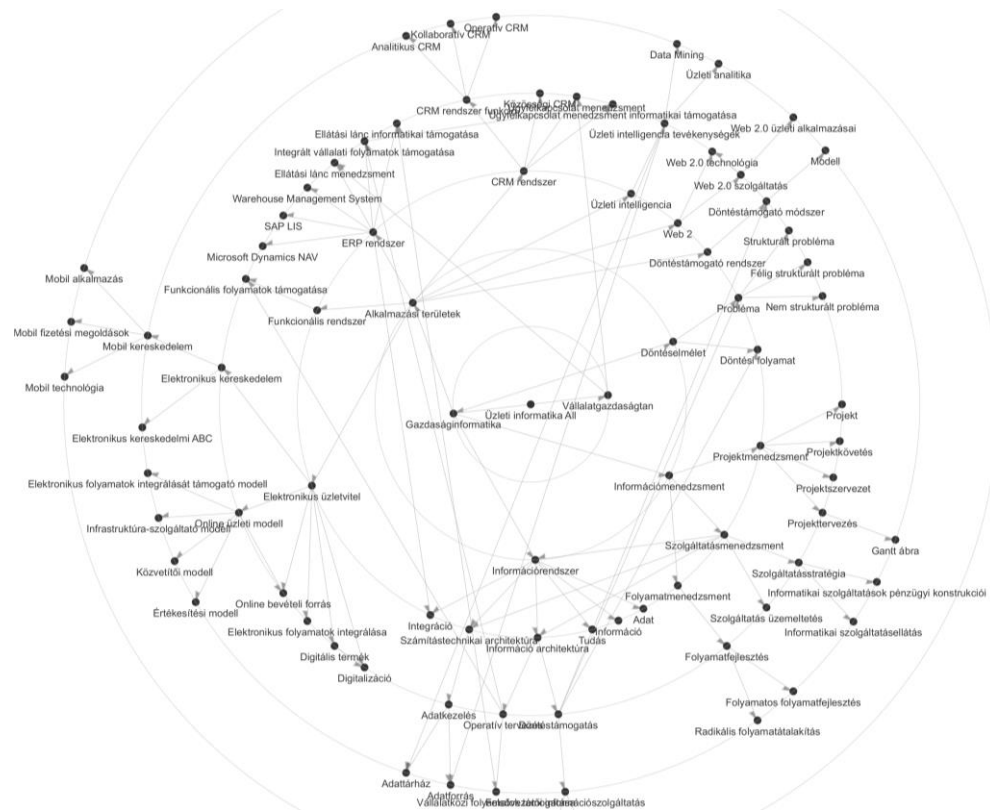 Operatív CRM
Kollaboratív CRM
Analitikus CRM
Data Mining
Üzleti analitika
CRM rendszer funkciói
Közösségi CRM
Ügyfélkapcsolat menedzsment
Ügyfélkapcsolat menedzsment informatikai támogatása
Ellátási lánc informatikai támogatása
Üzleti intelligencia tevékenységek
Web 2.0 üzleti alkalmazásai
Integrált vállalati folyamatok támogatása
Web 2.0 technológia
Modell
Ellátási lánc menedzsment
CRM rendszer
Web 2.0 szolgáltatás
Warehouse Management System
Üzleti intelligencia
Döntéstámogató módszer
SAP LIS
Web 2
Strukturált probléma
ERP rendszer
Microsoft Dynamics NAV
Döntéstámogató rendszer
Félig strukturált probléma
Mobil alkalmazás
Funkcionális folyamatok támogatása
Probléma
Nem strukturált probléma
Funkcionális rendszer
Alkalmazási területek
Mobil fizetési megoldások
Mobil kereskedelem
Döntéselmélet
Döntési folyamat
Elektronikus kereskedelem
Mobil technológia
Vállalatgazdaságtan
Üzleti informatika All
Gazdaságinformatika
Projekt
Elektronikus kereskedelmi ABC
Projektmenedzsment
Projektkövetés
Elektronikus folyamatok integrálását támogató modell
Információmenedzsment
Projektszervezet
Elektronikus üzletvitel
Infrastruktúra-szolgáltató modell
Online üzleti modell
Projekttervezés
Szolgáltatásmenedzsment
Gantt ábra
Közvetítői modell
Információrendszer
Szolgáltatásstratégia
Informatikai szolgáltatások pénzügyi konstrukciói
Folyamatmenedzsment
Értékesítési modell
Online bevételi forrás
Integráció
Adat
Szolgáltatás üzemeltetés
Informatikai szolgáltatásellátás
Elektronikus folyamatok integrálása
Számítástechnikai architektúra
Információ architektúra
Tudás
Információ
Digitális termék
Folyamatfejlesztés
Digitalizáció
Folyamatos folyamatfejlesztés
Adatkezelés
Operatív tervezés
Döntéstámogatás
Radikális folyamatátalakítás
Adattárház
Adatforrás